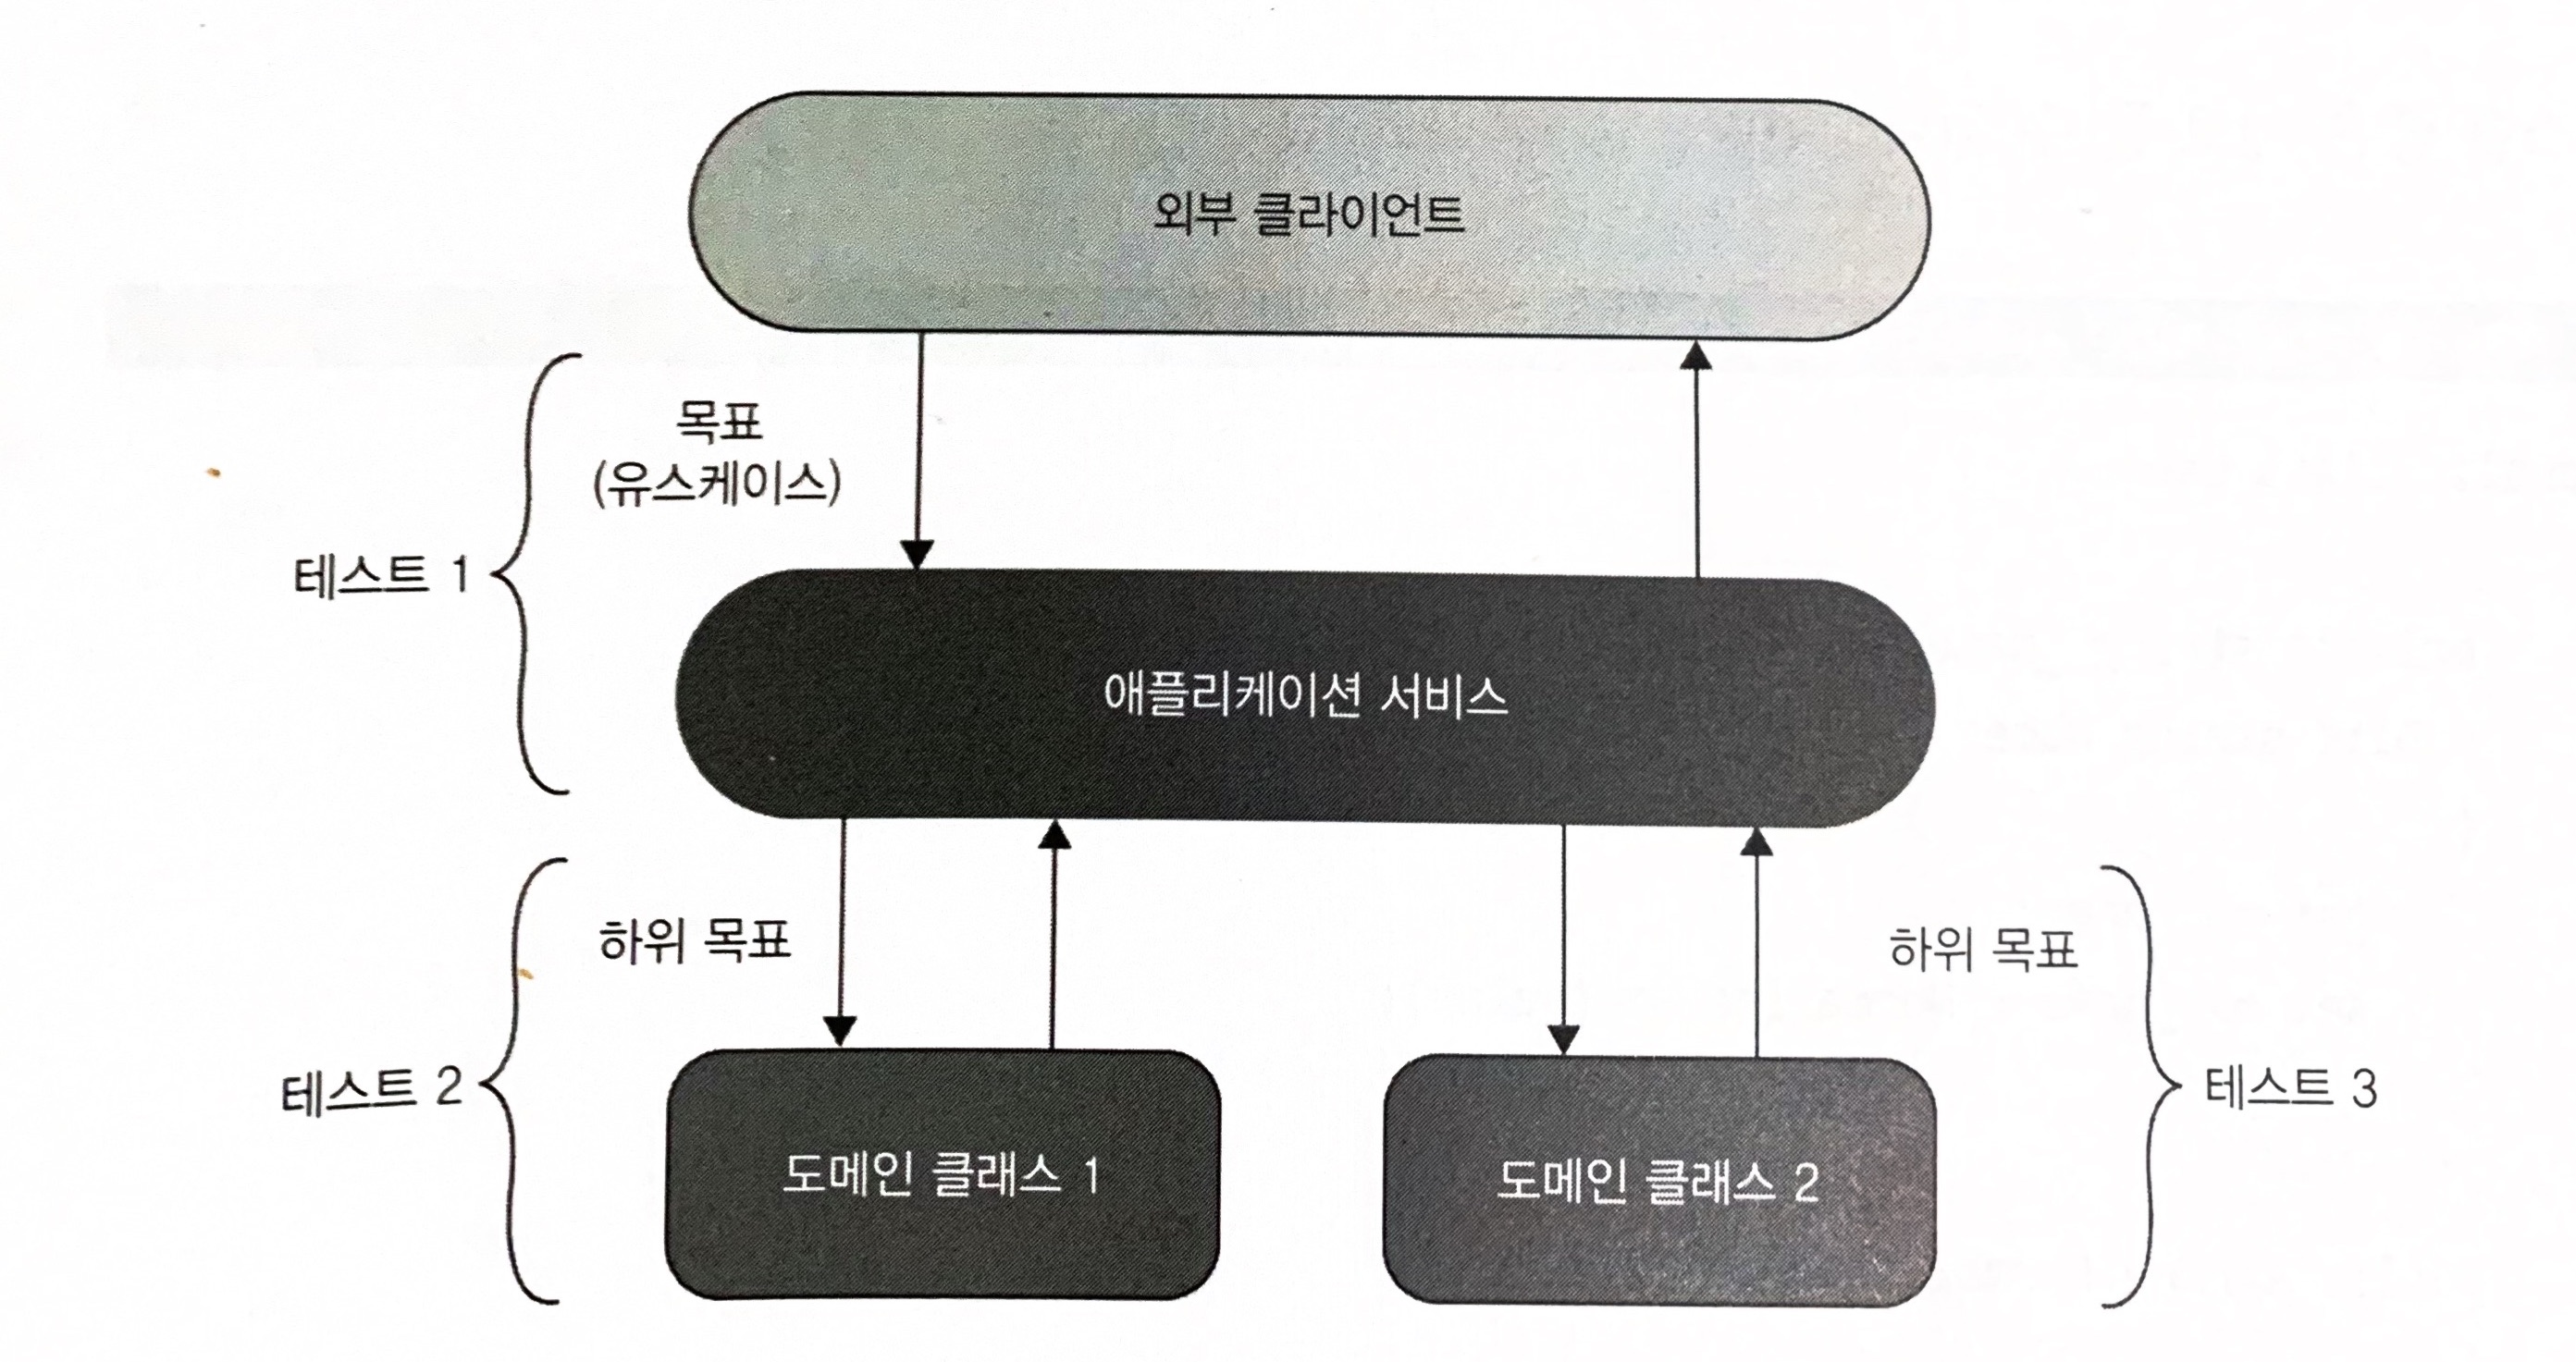 외부 클라이언트
목표
(유스케이스)
테스트 1
애플리케이션 서비스
하위 목표
하위 목표
테스트 2
테스트 3
도메인 클래스 1
도메인 클래스 2